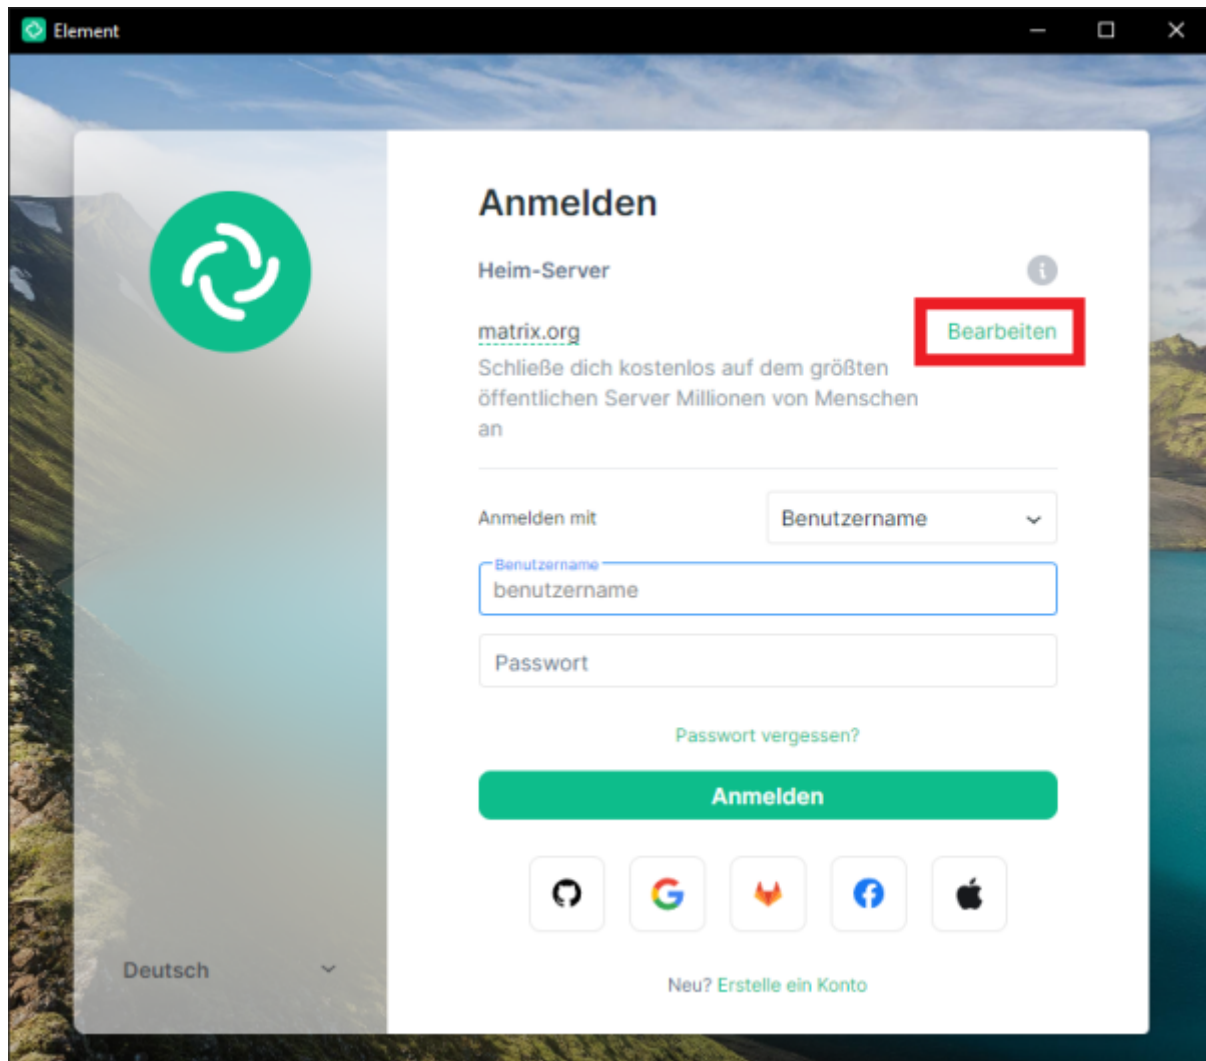 Element
Anmelden
Heim-Server
matrix.org
Bearbeiten
Schließe dich kostenlos auf dem größten
öffentlichen Server Millionen von Menschen
an
Anmelden mit
Benutzername
Benutzername
benutzername
Passwort
Passwort vergessen?
Anmelden
Deutsch
Neu? Erstelle ein Konto